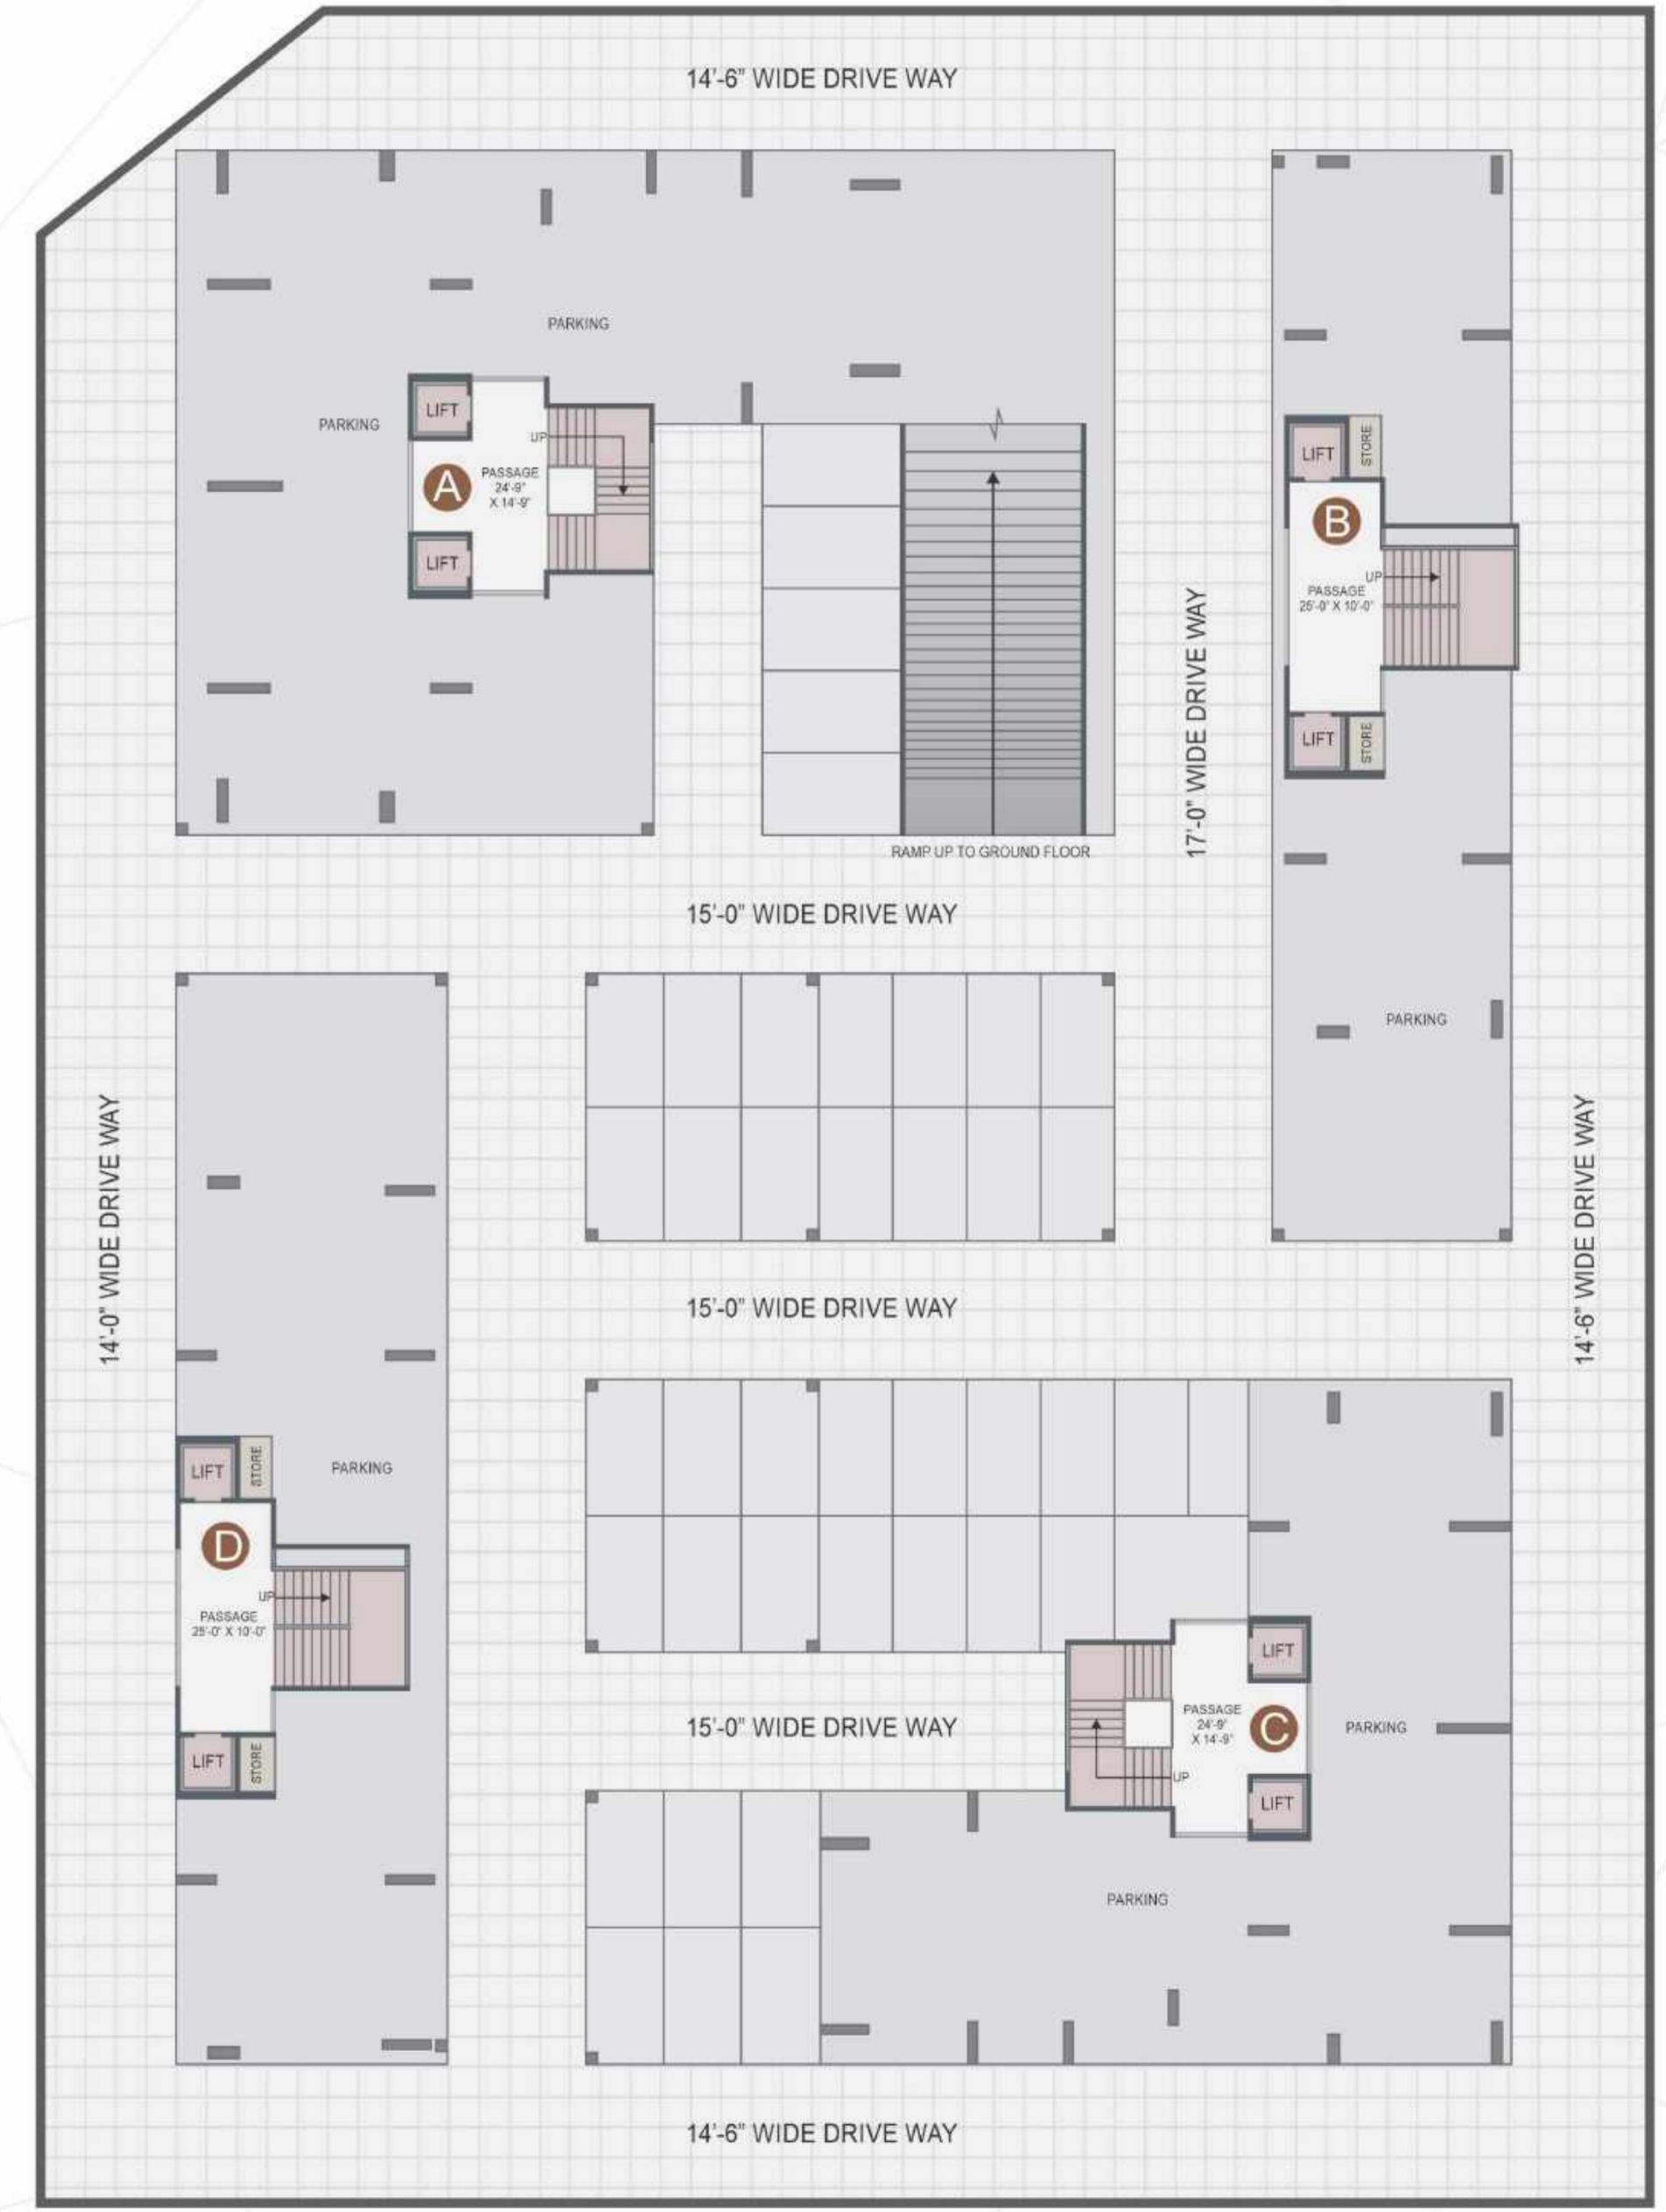 14'-6" WIDE DRIVE WAY
PARKING
PARKING
LIFT
UP
A
PASSAGE
24'-9"
X 14'-9"
LIFT
RAMP UP TO GROUND FLOOR
17'-0" WIDE DRIVE WAY
LIFT
STORE
B
UP
PASSAGE
25'-0" X 10'-0"
LIFT
STORE
PARKING
15'-0" WIDE DRIVE WAY
14'-0" WIDE DRIVE WAY
14'-6" WIDE DRIVE WAY
15'-0" WIDE DRIVE WAY
LIFT
STORE
PARKING
D
UP
PASSAGE
25'-0" X 10'-0"
LIFT
STORE
15'-0" WIDE DRIVE WAY
LIFT
PASSAGE
24'-9"
X 14'-9"
C
PARKING
UP
LIFT
PARKING
14'-6" WIDE DRIVE WAY